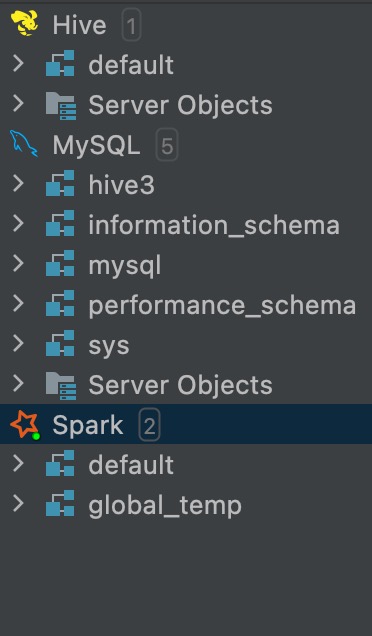 Hive 1
default
Server Objects
MySQL 5
hive3
information_schema
mysql
performance_schema
sys
Server Objects
Spark 2
default
global_temp